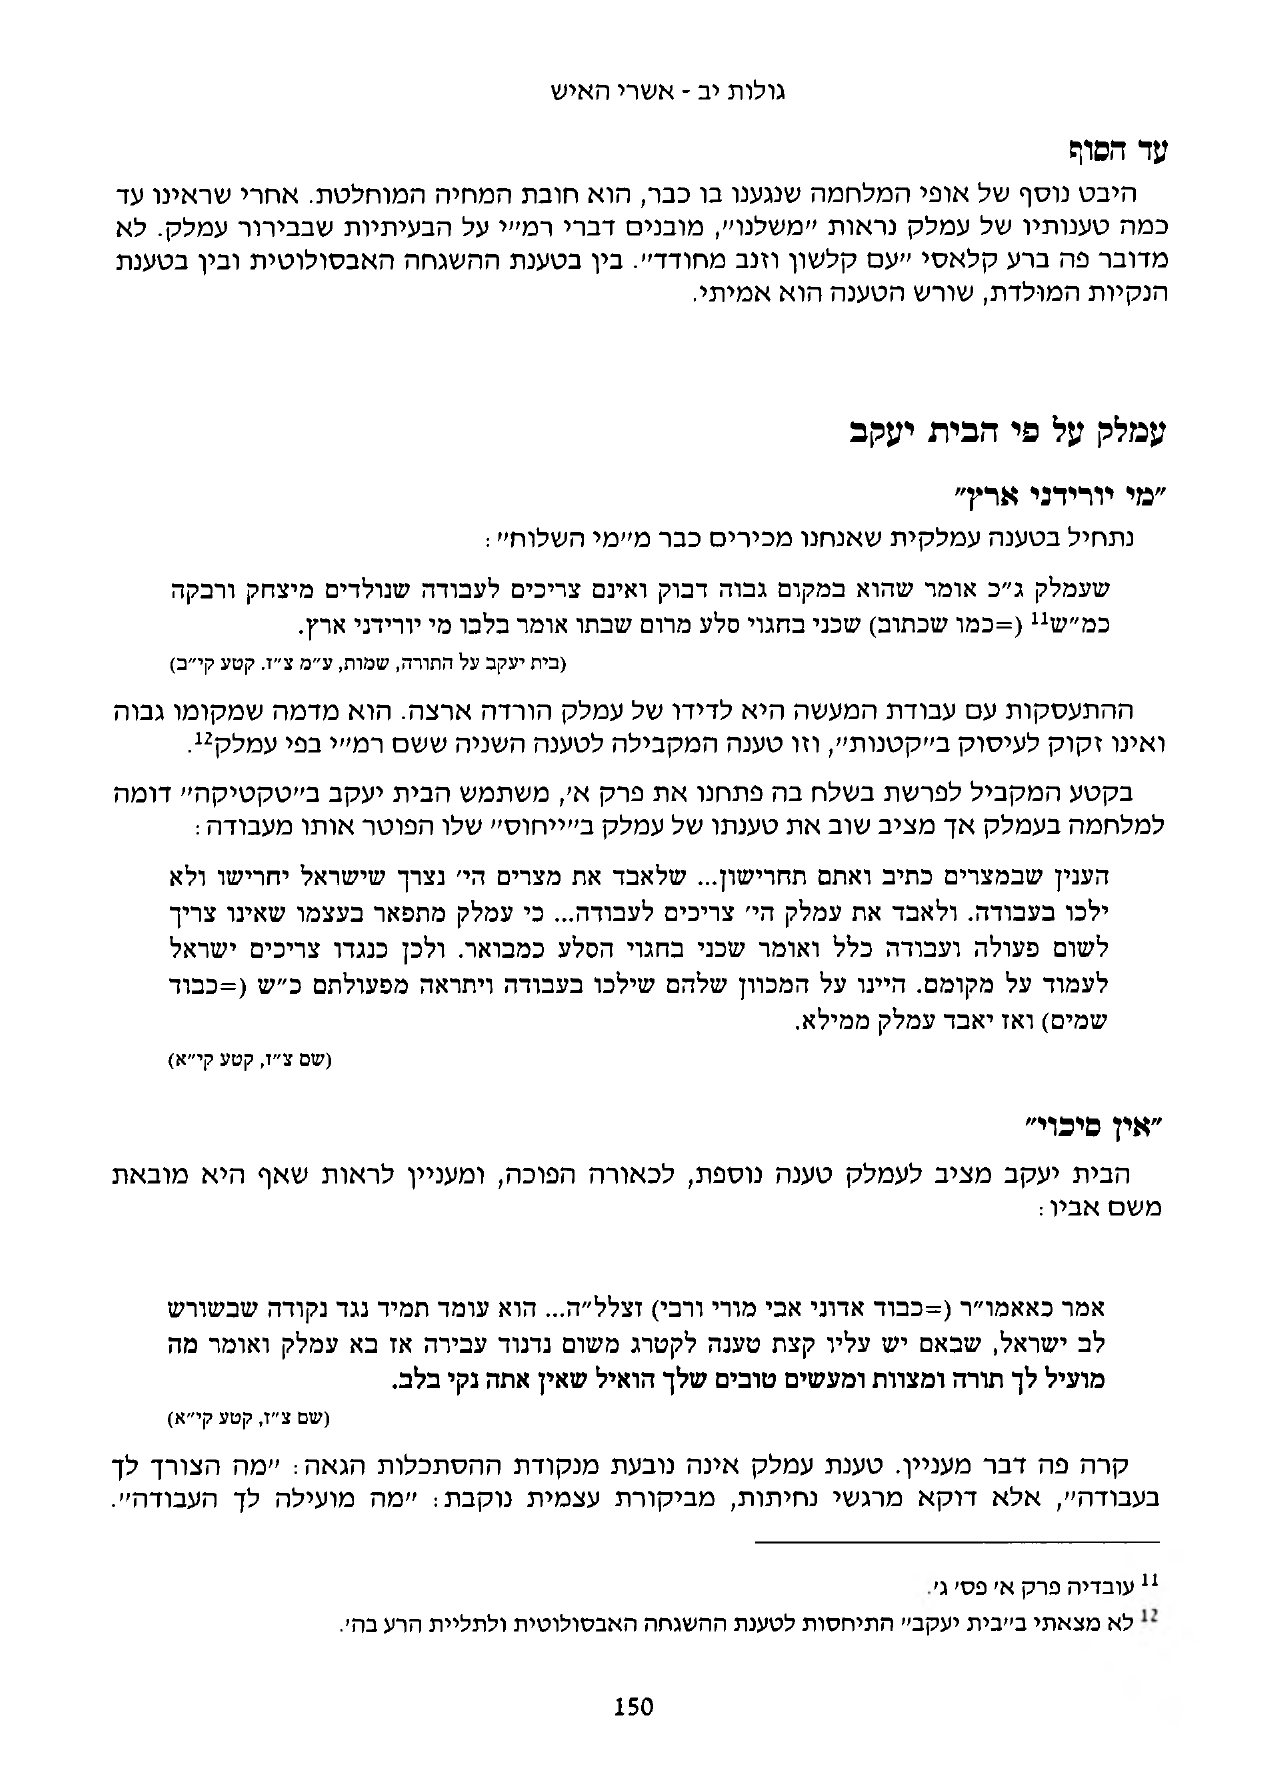 גולות יב - אשרי האיש
עד הסוף
היבט נוסף של אופי המלחמה שנגענו בו כבר, הוא חובת המחיה המוחלטת. אחרי שראינו עד
כמה טענותיו של עמלק נראות "משלנו", מובנים דברי רמ"י על הבעיתיות שבבירור עמלק. לא
מדובר פה ברע קלאסי "עם קלשון וזנב מחודד". בין בטענת ההשגחה האבסולוטית ובין בטענת
הנקיות המולדת, שורש הטענה הוא אמיתי.
עמלק על פי הבית יעקב
"מי יורידני ארץ"
נתחיל בטענה עמלקית שאנחנו מכירים כבר מ"מי השלוח":
שעמלק ג"כ אומר שהוא במקום גבוה דבוק ואינם צריכים לעבודה שנולדים מיצחק ורבקה
כמ"ש11 (=כמו שכתוב) שכני בחגוי סלע מרום שבתו אומר בלבו מי יורידני ארץ.
(בית יעקב על התורה, שמות, ע"מ צ"ז. קטע קי"ב)
ההתעסקות עם עבודת המעשה היא לדידו של עמלק הורדה ארצה. הוא מדמה שמקומו גבוה
ואינו זקוק לעיסוק ב"קטנות", וזו טענה המקבילה לטענה השניה ששם רמ"י בפי עמלק12.
בקטע המקביל לפרשת בשלח בה פתחנו את פרק א', משתמש הבית יעקב ב"טקטיקה" דומה
למלחמה בעמלק אך מציב שוב את טענתו של עמלק ב"ייחוס" שלו הפוטר אותו מעבודה:
הענין שבמצרים כתיב ואתם תחרישון... שלאבד את מצרים הי' נצרך שישראל יחרישו ולא
ילכו בעבודה. ולאבד את עמלק הי' צריכים לעבודה... כי עמלק מתפאר בעצמו שאינו צריך
לשום פעולה ועבודה כלל ואומר שכני בחגוי הסלע כמבואר. ולכן כנגדו צריכים ישראל
לעמוד על מקומם. היינו על המכוון שלהם שילכו בעבודה ויתראה מפעולתם כ"ש (=כבוד
שמים) ואז יאבד עמלק ממילא.
(שם צ"ז, קטע קי"א)
"אין סיכוי"
הבית יעקב מציב לעמלק טענה נוספת, לכאורה הפוכה, ומעניין לראות שאף היא מובאת
משם אביו:
אמר כאאמו"ר (=כבוד אדוני אבי מורי ורבי) זצלל"ה... הוא עומד תמיד נגד נקודה שבשורש
לב ישראל, שבאם יש עליו קצת טענה לקטרג משום נדנוד עבירה אז בא עמלק ואומר מה
מועיל לך תורה ומצוות ומעשים טובים שלך הואיל שאין אתה נקי בלב.
(שם צ"ז, קטע קי"א)
קרה פה דבר מעניין. טענת עמלק אינה נובעת מנקודת ההסתכלות הגאה: "מה הצורך לך
בעבודה", אלא דוקא מרגשי נחיתות, מביקורת עצמית נוקבת: "מה מועילה לך העבודה".
11 עובדיה פרק א' פס' ג'.
12 לא מצאתי ב"בית יעקב" התיחסות לטענת ההשגחה האבסולוטית ולתליית הרע בה'.
150